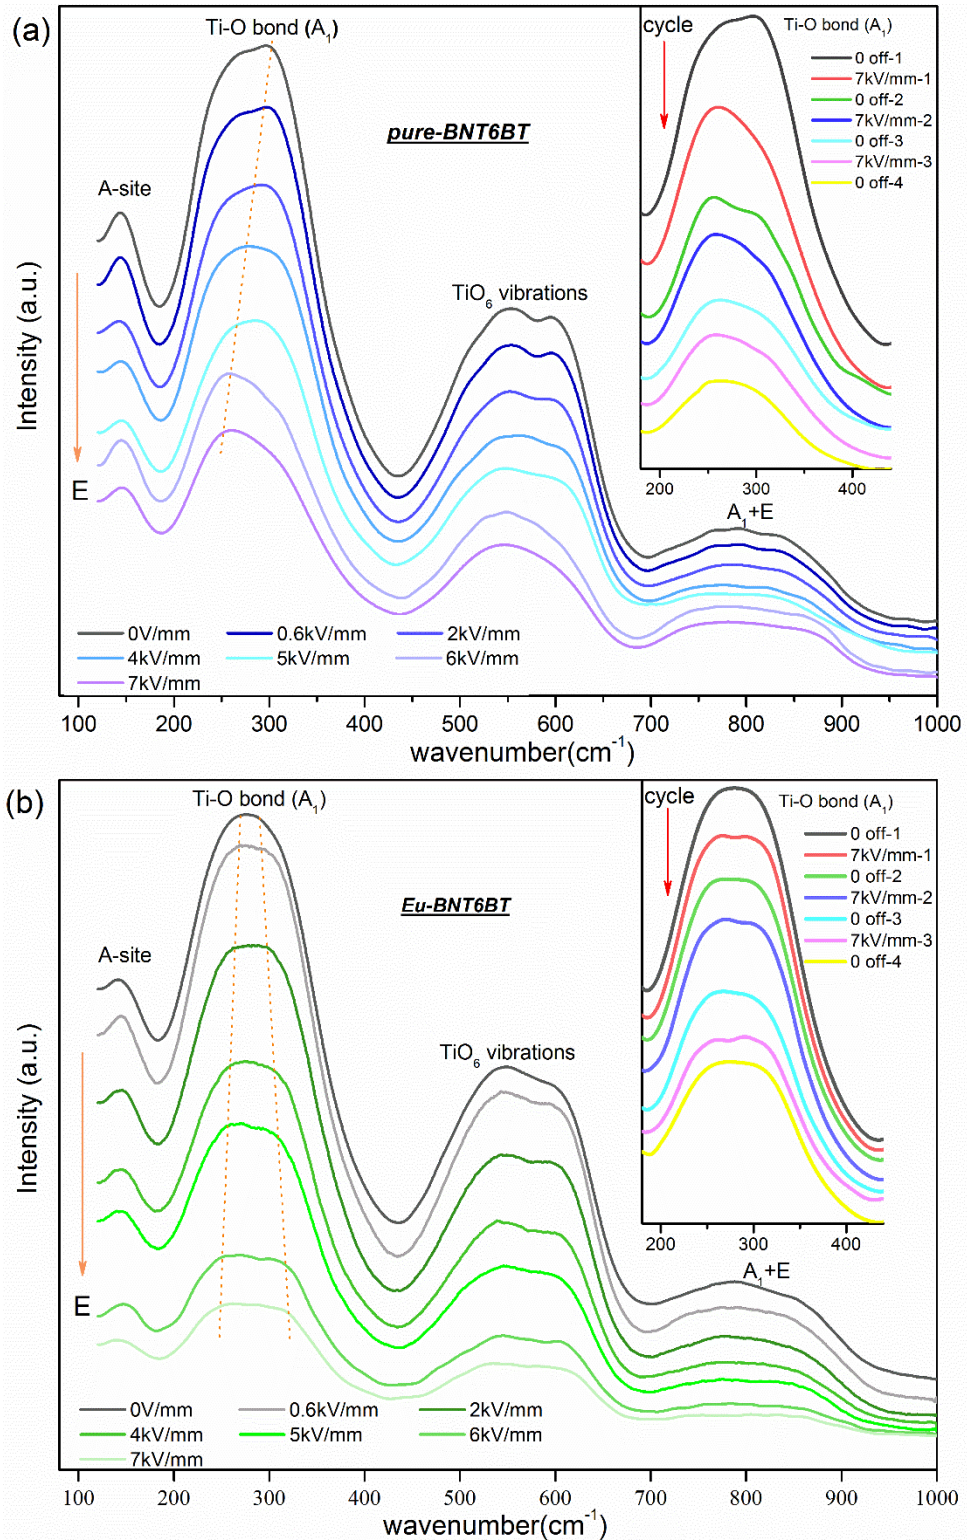 (a)
Ti-O bond (A1)
cycle
Ti-O bond (A1)
0 off-1
7kV/mm-1
0 off-2
7kV/mm-2
0 off-3
7kV/mm-3
0 off-4
pure-BNT6BT
A-site
TiO6 vibrations
200 300 400
A1+E
E
Intensity (a.u.)
0V/mm 0.6kV/mm 2kV/mm
4kV/mm 5kV/mm 6kV/mm
7kV/mm
100 200 300 400 500 600 700 800 900 1000
wavenumber(cm-1)
(b)
Ti-O bond (A1)
cycle
Ti-O bond (A1)
0 off-1
7kV/mm-1
0 off-2
7kV/mm-2
0 off-3
7kV/mm-3
0 off-4
Eu-BNT6BT
A-site
TiO6 vibrations
200 300 400
A1+E
E
Intensity (a.u.)
0V/mm 0.6kV/mm 2kV/mm
4kV/mm 5kV/mm 6kV/mm
7kV/mm
100 200 300 400 500 600 700 800 900 1000
wavenumber(cm-1)